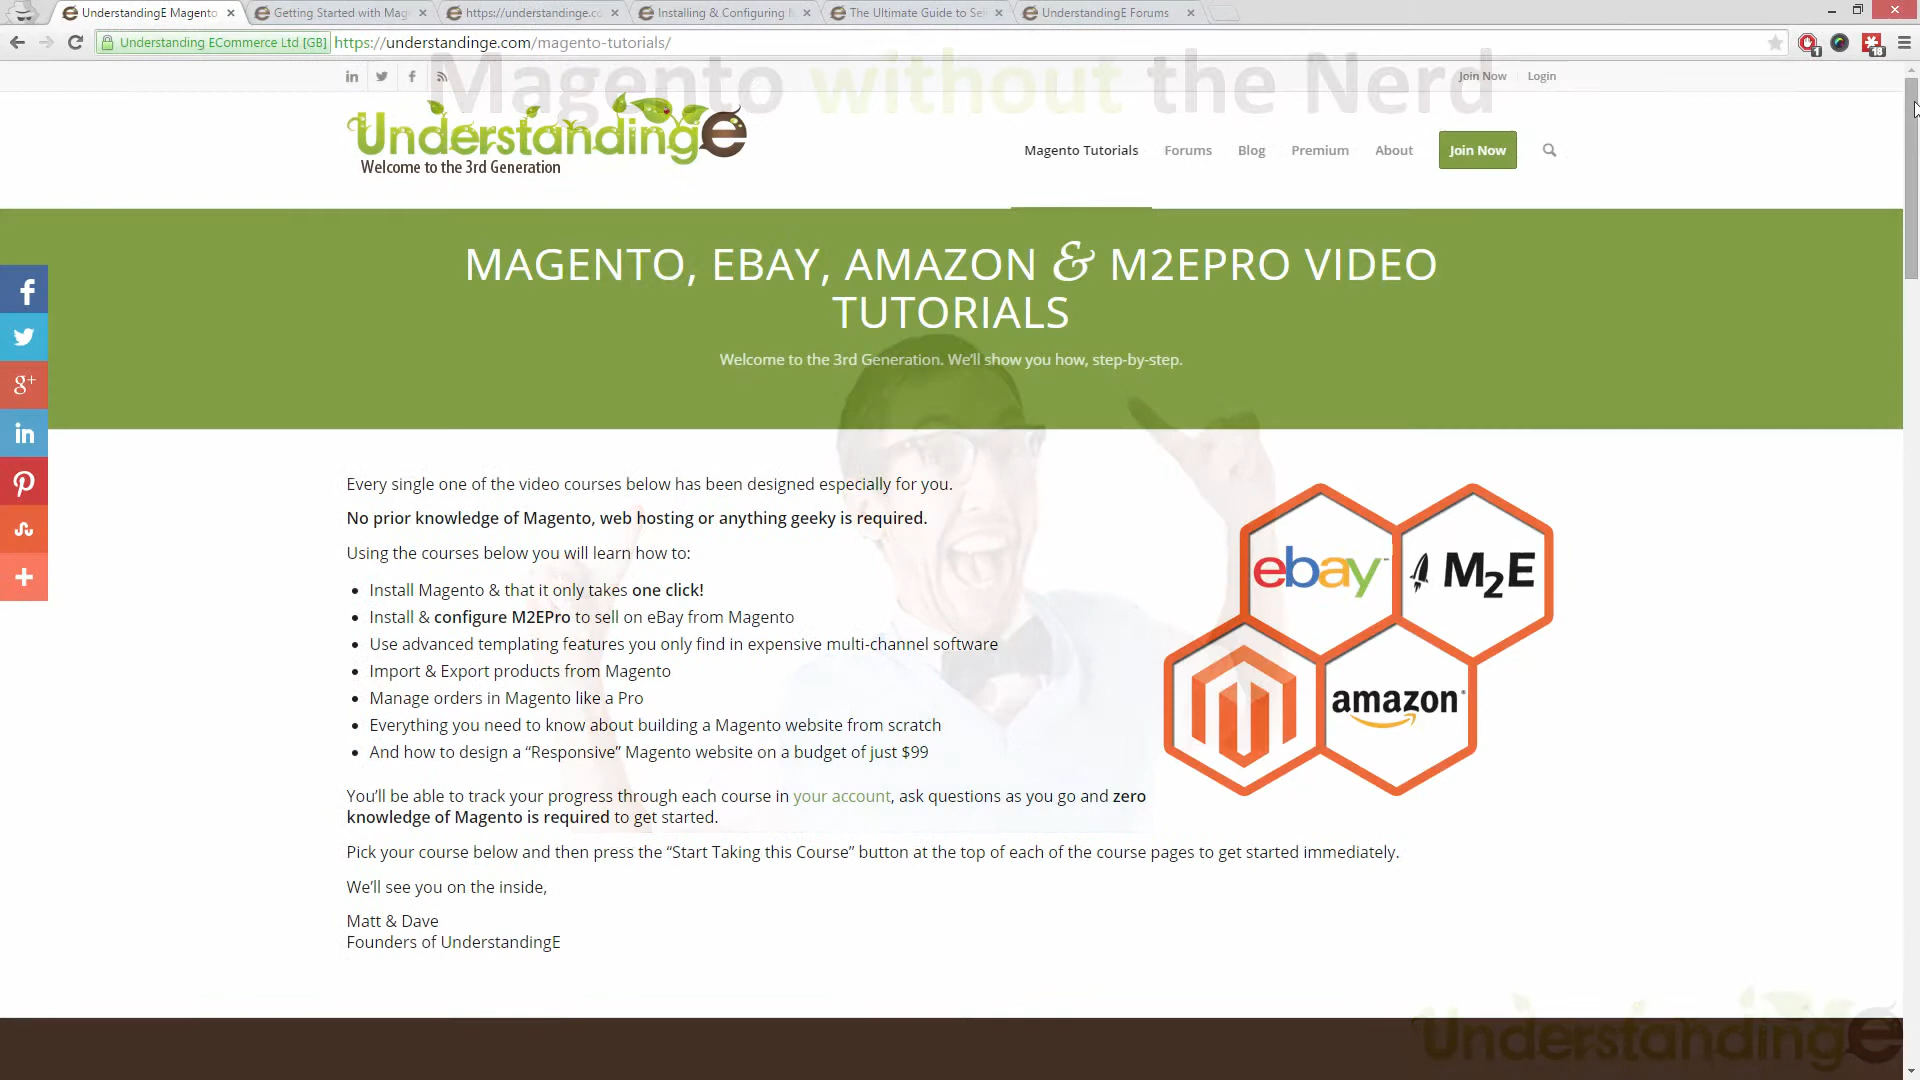 UnderstandingE Magento
Getting Started with Mag
https://understandinge.co
Installing & Configuring
The Ultimate Guide to Sel
UnderstandingE Forums
Understanding ECommerce Ltd [GB]
https://understandinge.com/magento-tutorials/
1
18
Magento without the Nerd
Join Now
Login
UnderstandingE
Welcome to the 3rd Generation
Magento Tutorials
Forums
Blog
Premium
About
Join Now
MAGENTO, EBAY, AMAZON & M2EPRO VIDEO
TUTORIALS
Welcome to the 3rd Generation. We'll show you how, step-by-step.
Every single one of the video courses below has been designed especially for you.
No prior knowledge of Magento, web hosting or anything geeky is required.
Using the courses below you will learn how to:
• Install Magento & that it only takes one click!
• Install & configure M2EPro to sell on eBay from Magento
• Use advanced templating features you only find in expensive multi-channel software
• Import & Export products from Magento
• Manage orders in Magento like a Pro
• Everything you need to know about building a Magento website from scratch
• And how to design a “Responsive” Magento website on a budget of just $99
ebay™
M2E
amazon
You'll be able to track your progress through each course in your account, ask questions as you go and zero
knowledge of Magento is required to get started.
Pick your course below and then press the “Start Taking this Course” button at the top of each of the course pages to get started immediately.
We'll see you on the inside,
Matt & Dave
Founders of UnderstandingE
UnderstandingE